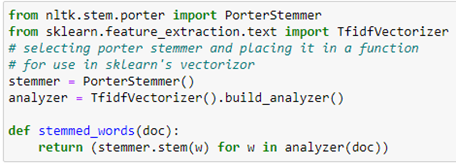 from nltk.stem.porter import PorterStemmer
from sklearn.feature_extraction.text import TfidfVectorizer
# selecting porter stemmer and placing it in a function
# for use in sklearn's vectorizor
stemmer = PorterStemmer()
analyzer = TfidfVectorizer().build_analyzer()

def stemmed_words(doc):
    return (stemmer.stem(w) for w in analyzer(doc))